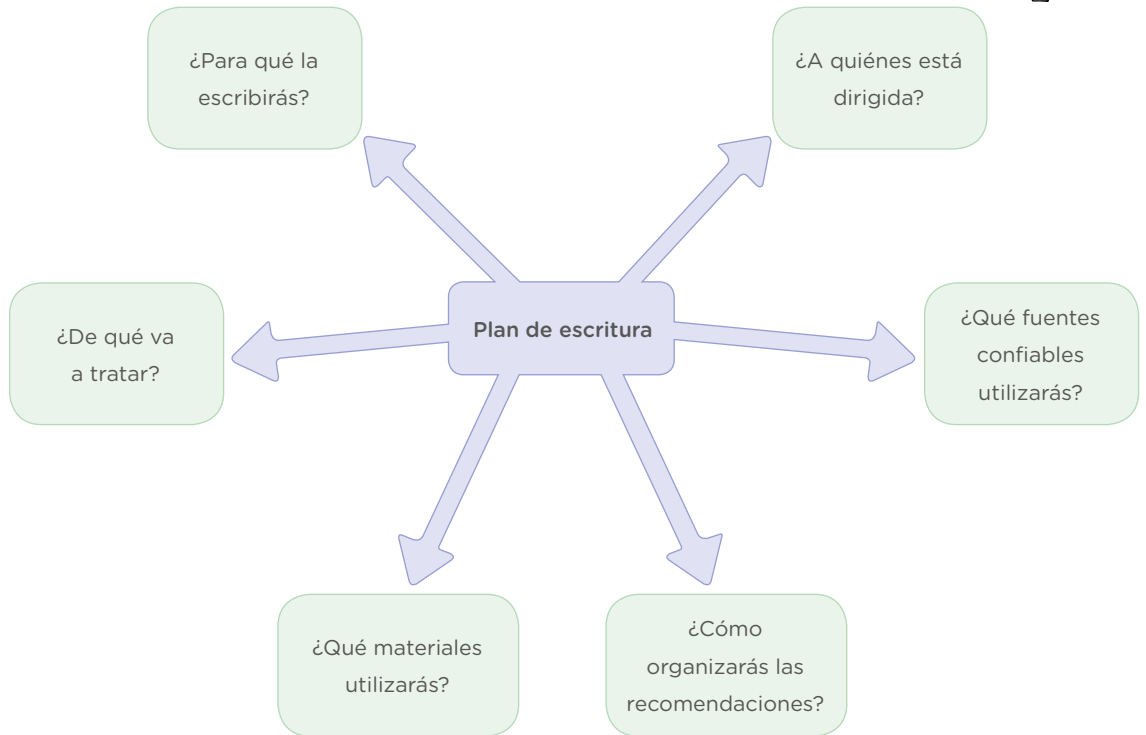 ¿Para qué la
escribirás?
¿A quiénes está
dirigida?
¿De qué va
a tratar?
Plan de escritura
¿Qué fuentes
confiables
utilizarás?
¿Qué materiales
utilizarás?
¿Cómo
organizarás las
recomendaciones?